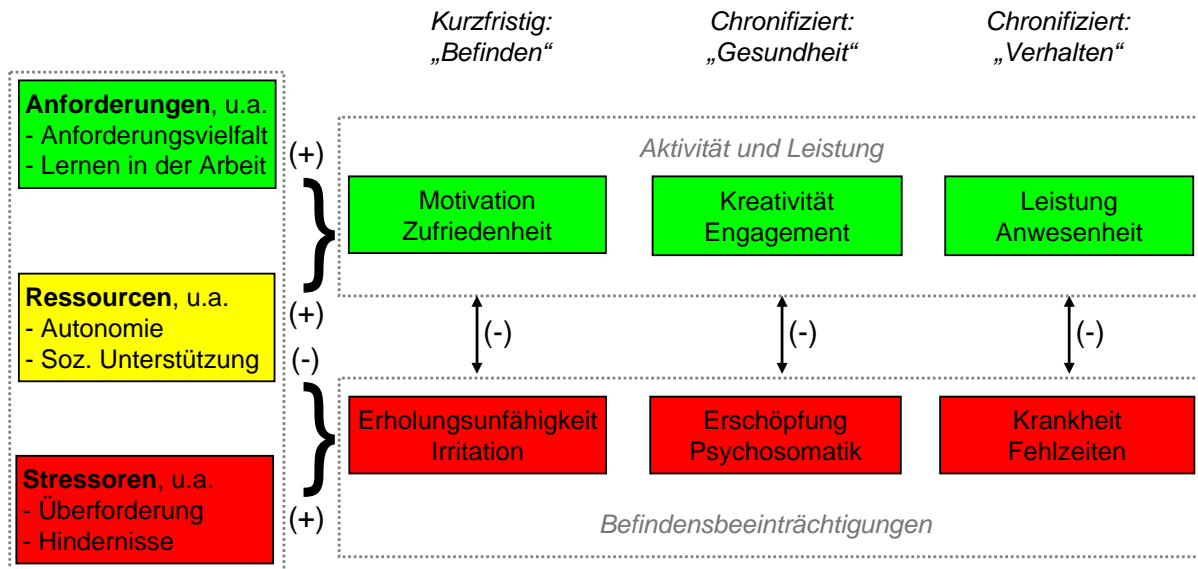 Kurzfristig:
„Befinden“
Chronifiziert:
„Gesundheit“
Chronifiziert:
„Verhalten“
Anforderungen, u.a.
- Anforderungsvielfalt
- Lernen in der Arbeit
(+)
}
Aktivität und Leistung
Motivation
Zufriedenheit
Kreativität
Engagement
Leistung
Anwesenheit
Ressourcen, u.a.
- Autonomie
- Soz. Unterstützung
(+)
(-)
(-)
(-)
(-)
}
Erholungsunfähigkeit
Irritation
Erschöpfung
Psychosomatik
Krankheit
Fehlzeiten
Stressoren, u.a.
- Überforderung
- Hindernisse
(+)
Befindensbeeinträchtigungen